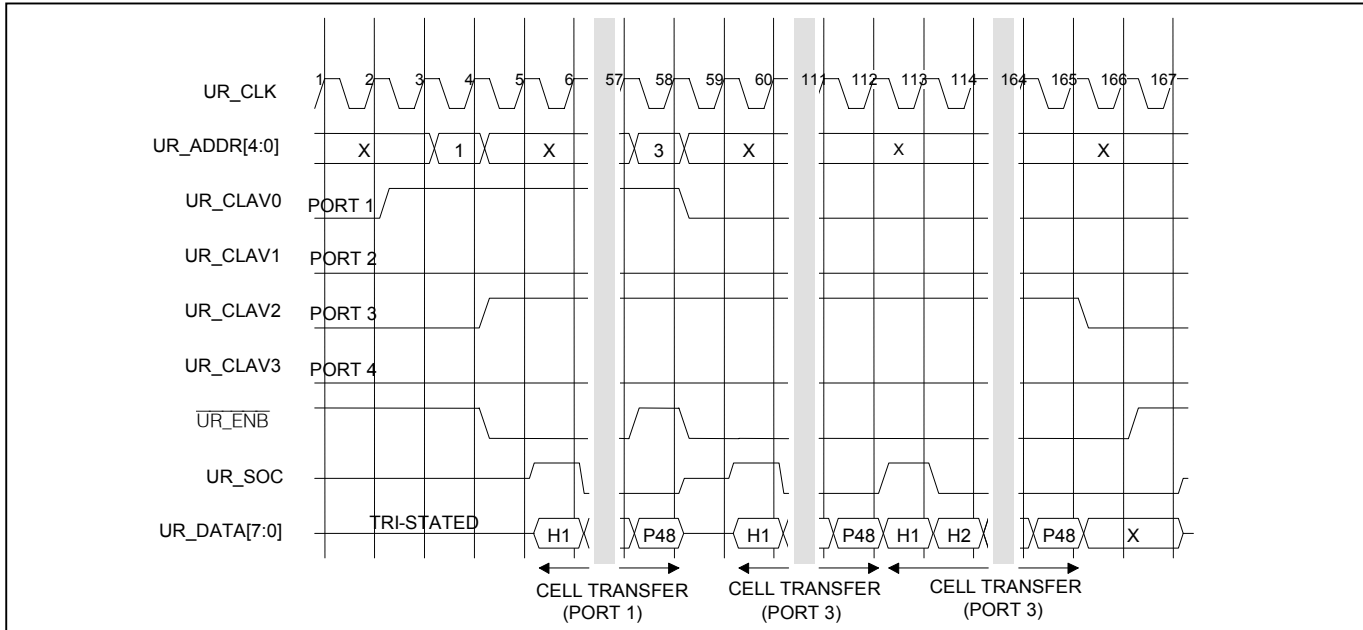 UR_CLK 1 2 3 4 5 6 57 58 59 60 111 112 113 114 164 165 166 167
UR_ADDR[4:0] X 1 X 3 X X X
UR_CLAV0 PORT 1
UR_CLAV1 PORT 2
UR_CLAV2 PORT 3
UR_CLAV3 PORT 4
UR_ENB
UR_SOC
UR_DATA[7:0] TRI-STATED H1 P48 H1 P48 H1 H2 P48 X
CELL TRANSFER CELL TRANSFER CELL TRANSFER
(PORT 1) (PORT 3) (PORT 3)